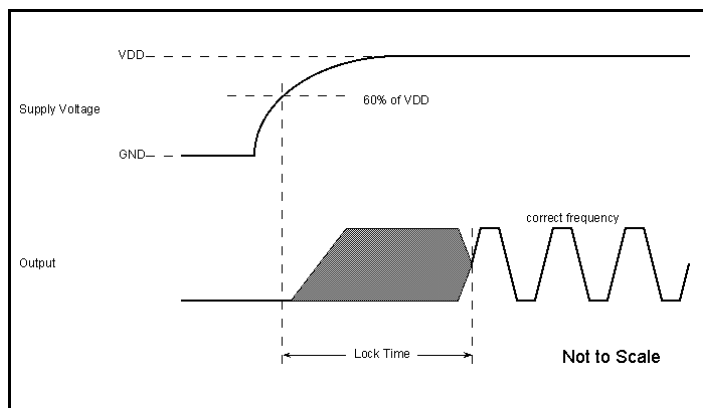 VDD
60% of VDD
Supply Voltage
GND
correct frequency
Output
Lock Time
Not to Scale